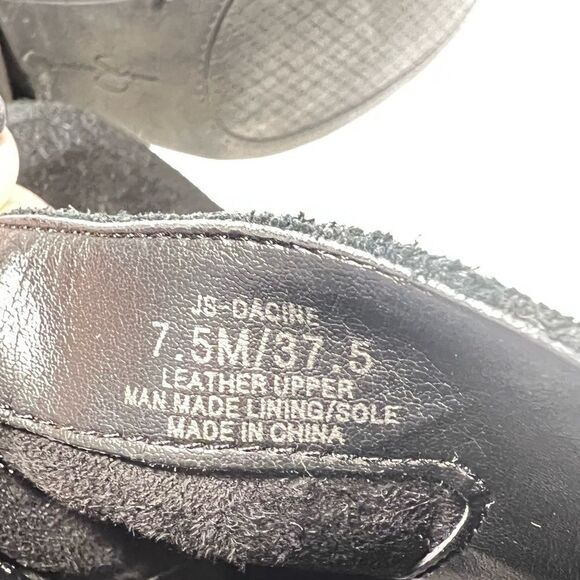 JS-DACINE
7.5M/37.5
LEATHER UPPER
MAN MADE LINING/SOLE
MADE IN CHINA